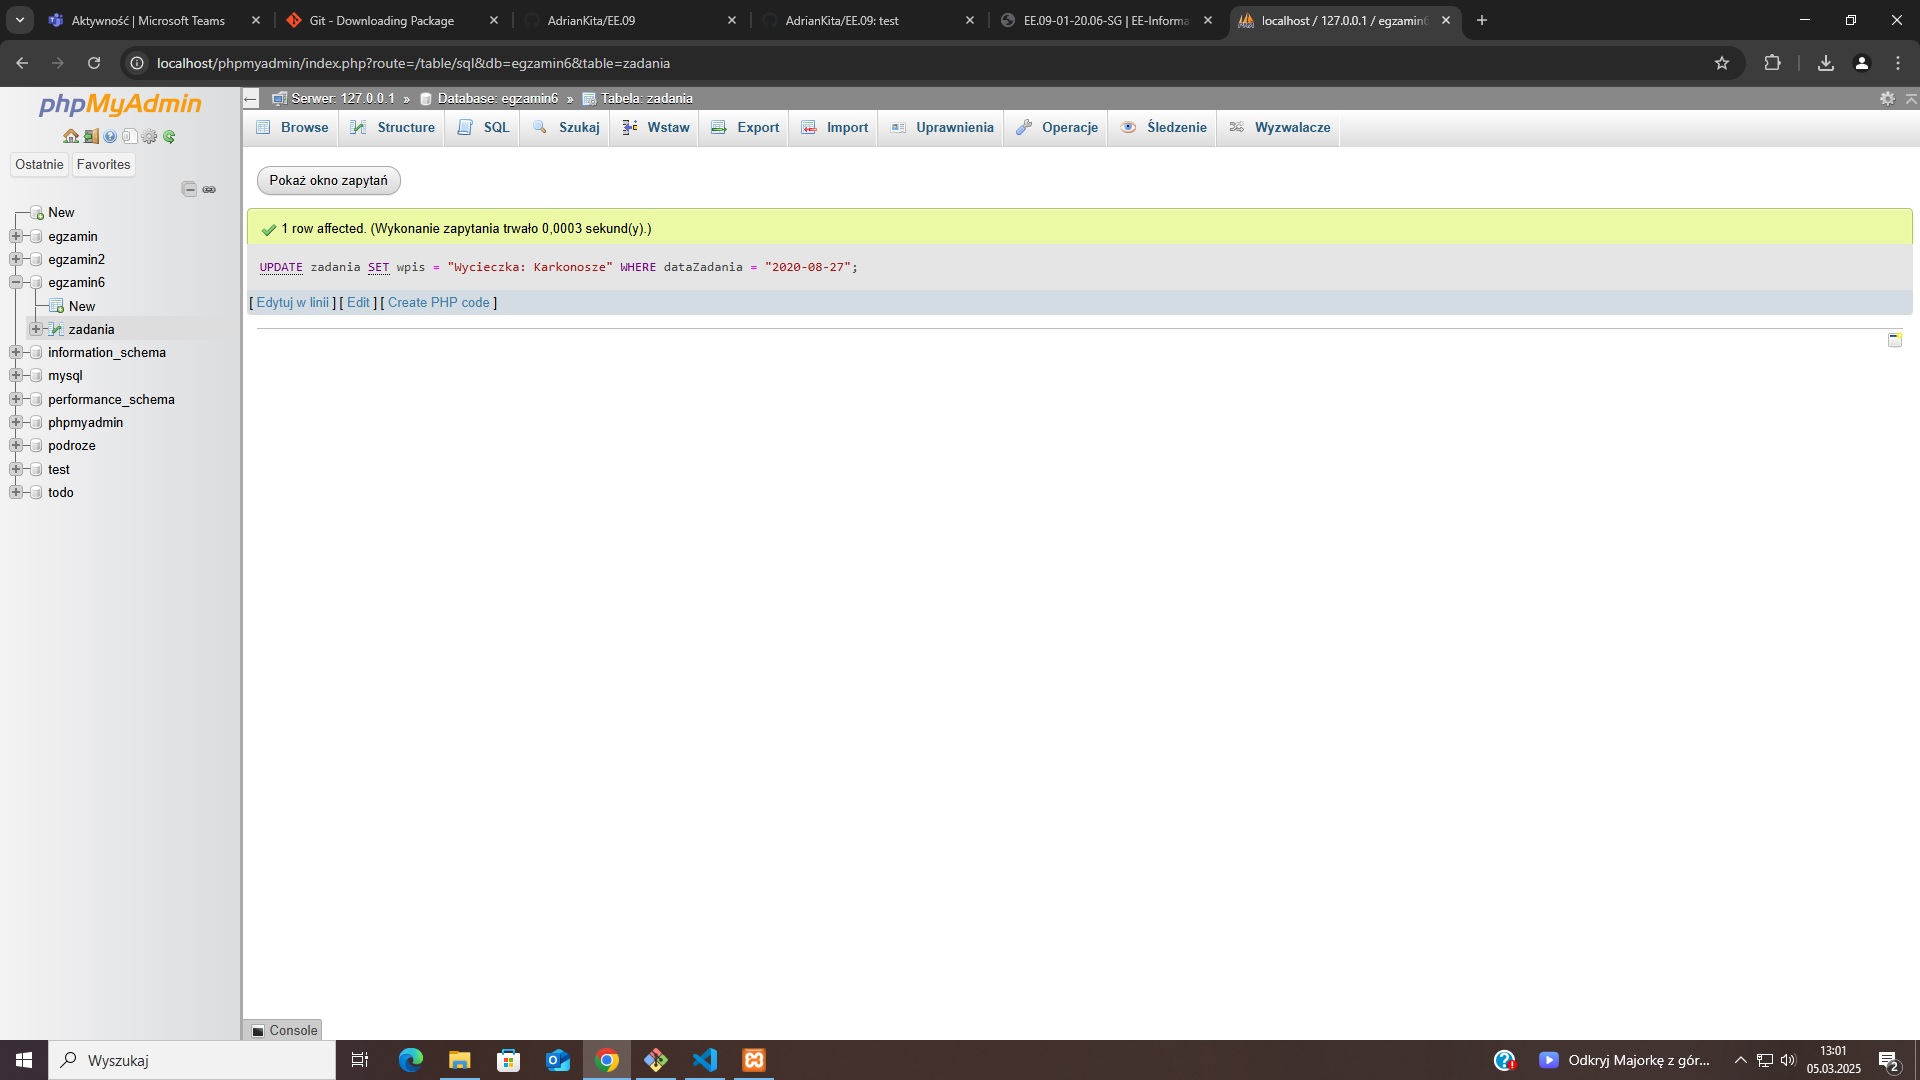 Aktywność | Microsoft Teams
Git - Downloading Package
AdrianKita/EE.09
AdrianKita/EE.09: test
EE.09-01-20.06-SG | EE-Informa
localhost / 127.0.0.1 / egzamin6
localhost/phpmyadmin/index.php?route=/table/sql&db=egzamin6&table=zadania
phpMyAdmin
Ostatnie
Favorites
New
egzamin
egzamin2
egzamin6
New
zadania
information_schema
mysql
performance_schema
phpmyadmin
podroze
test
todo
Serwer: 127.0.0.1 » Database: egzamin6 » Tabela: zadania
Browse
Structure
SQL
Szukaj
Wstaw
Export
Import
Uprawnienia
Operacje
Śledzenie
Wyzwalacze
Pokaż okno zapytań
1 row affected. (Wykonanie zapytania trwało 0,0003 sekund(y).)
UPDATE zadania SET wpis = "Wycieczka: Karkonosze" WHERE dataZadania = "2020-08-27";
[ Edytuj w linii ] [ Edit ] [ Create PHP code ]
Console
Wyszukaj
Odkryj Majorkę z gór...
13:01
05.03.2025
2